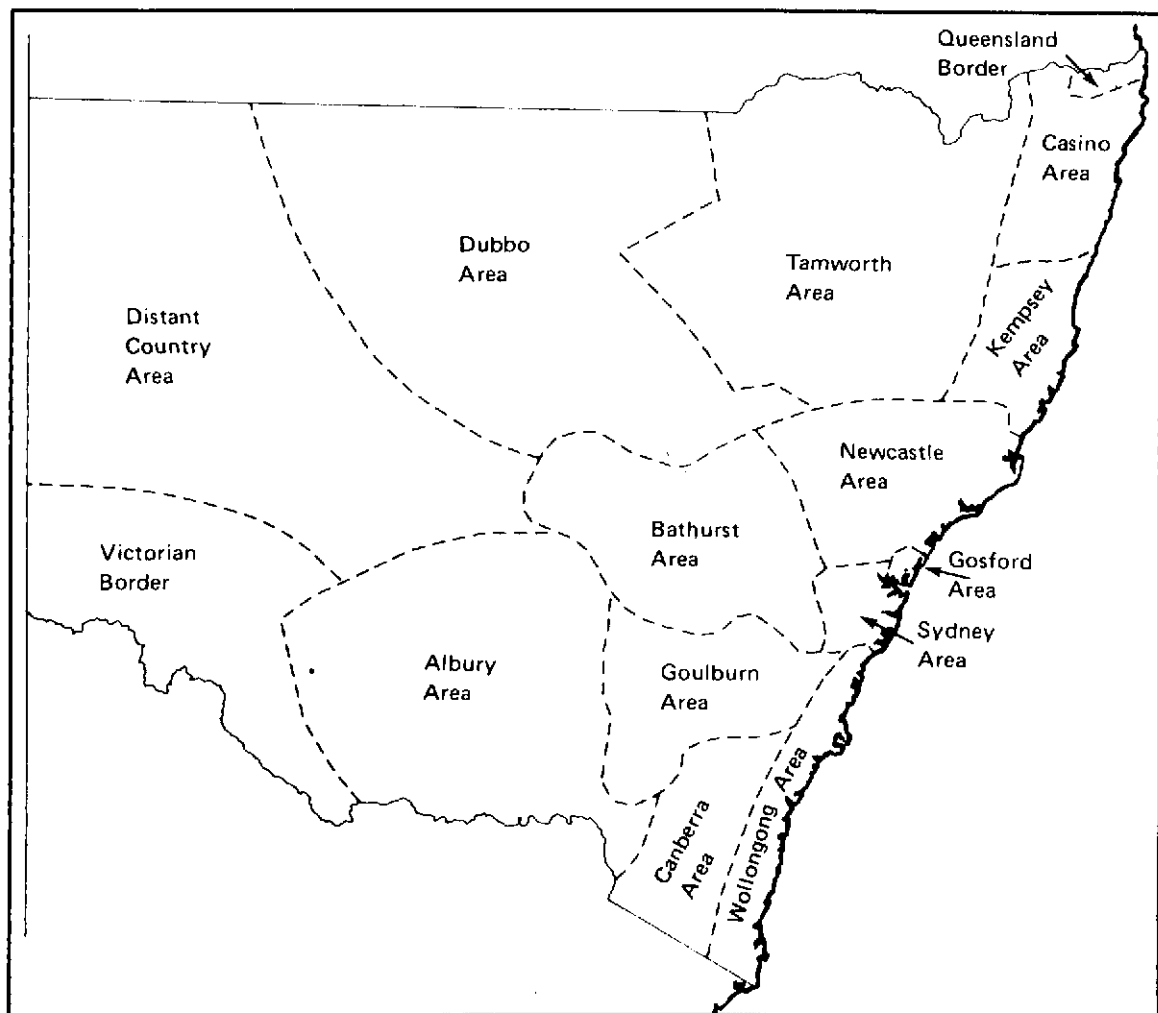 Queensland
Border
Casino
Area
Dubbo
Area
Tamworth
Area
Kempsey
Area
Distant
Country
Area
Newcastle
Area
Bathurst
Area
Victorian
Border
Gosford
Area
Sydney
Area
Albury
Area
Goulburn
Area
Canberra
Area
Wollongong Area